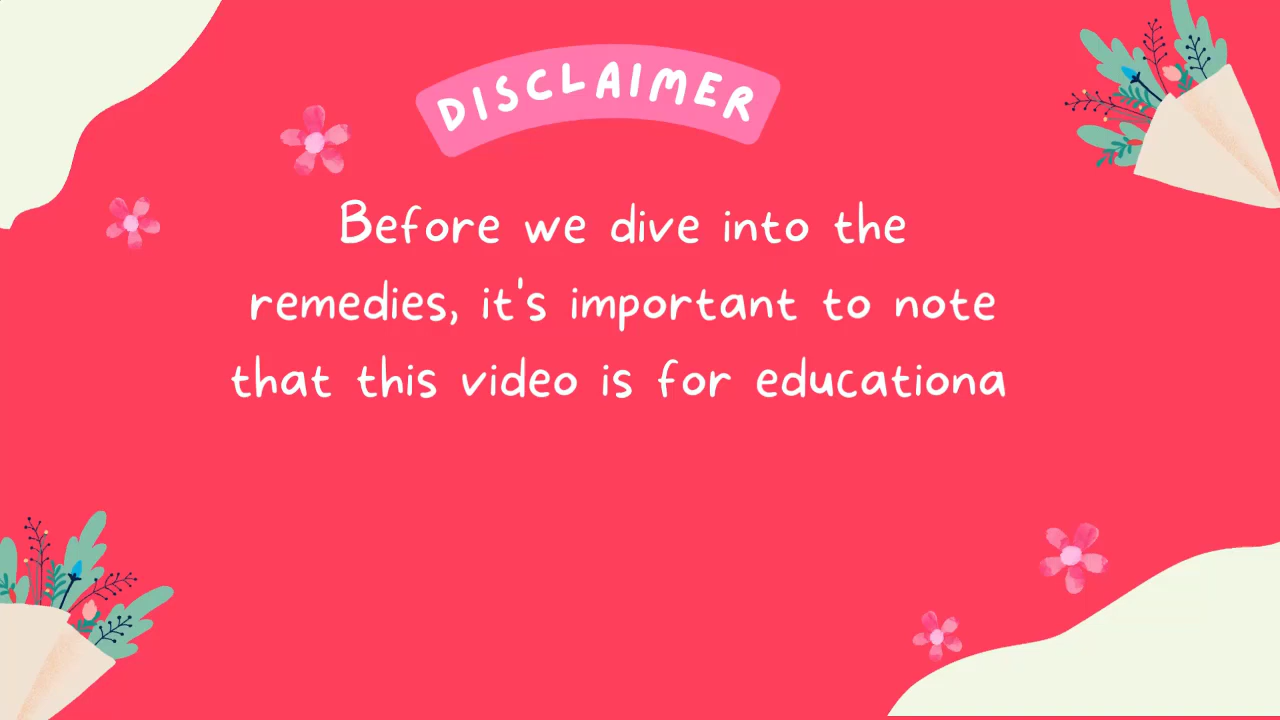 DISCLAIMER
Before we dive into the
remedies, it's important to note
that this video is for educationa